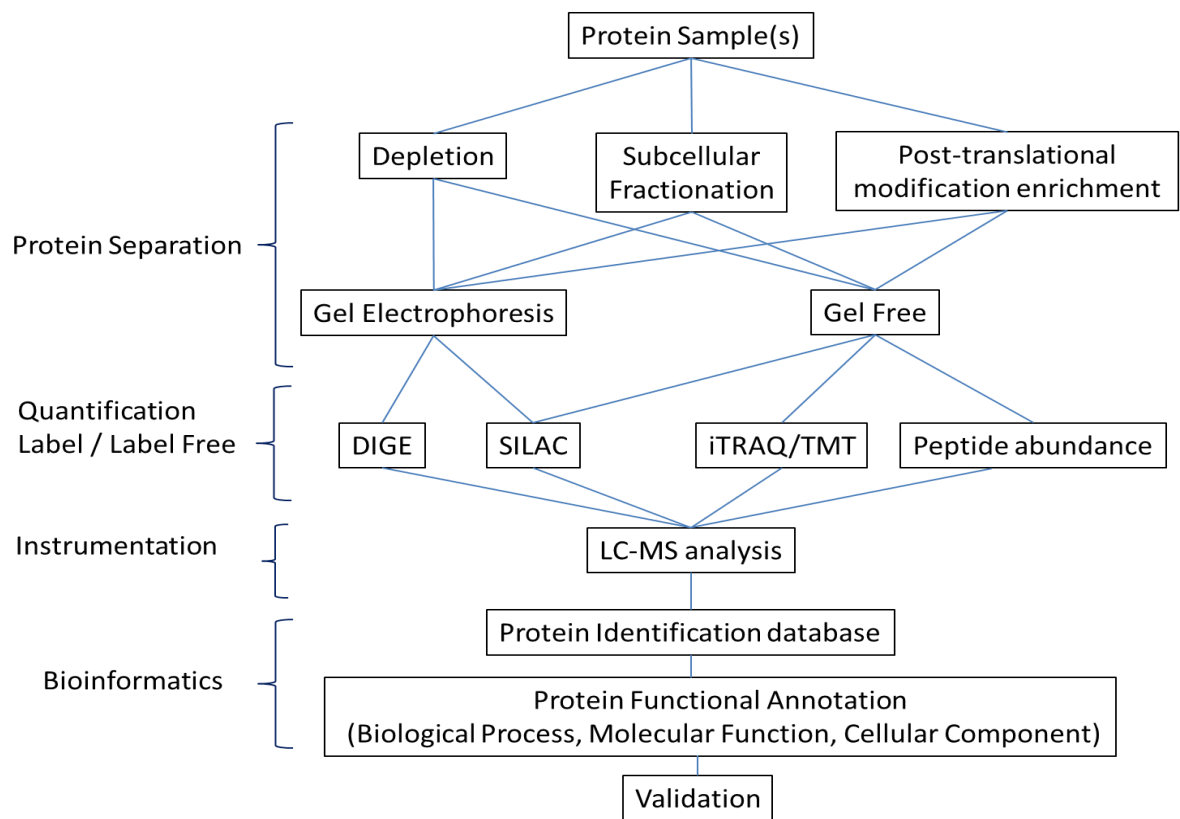 Protein Sample(s)
Depletion
Subcellular
Fractionation
Post-translational
modification enrichment
Protein Separation
Gel Electrophoresis
Gel Free
Quantification
Label / Label Free
DIGE
SILAC
iTRAQ/TMT
Peptide abundance
Instrumentation
LC-MS analysis
Protein Identification database
Bioinformatics
Protein Functional Annotation
(Biological Process, Molecular Function, Cellular Component)
Validation